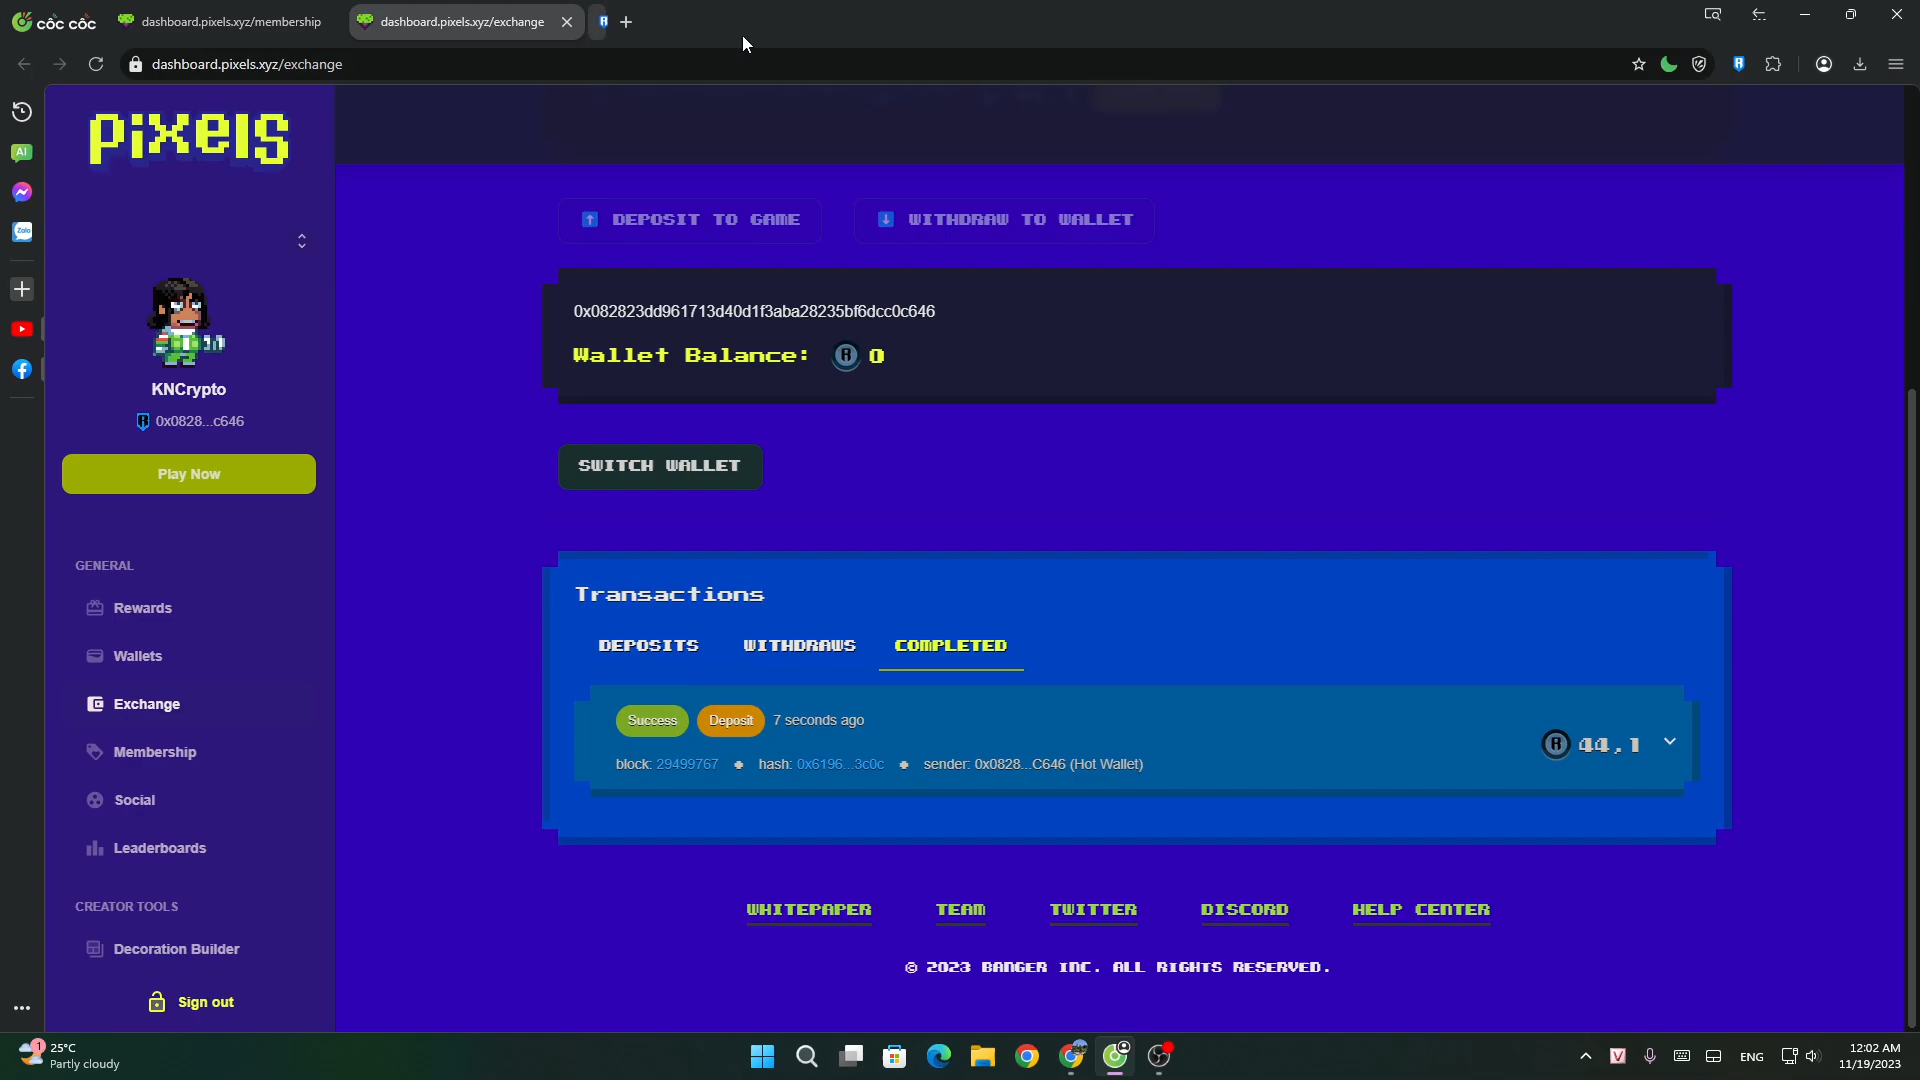 cốc cốc
dashboard.pixels.xyz/membership
dashboard.pixels.xyz/exchange
dashboard.pixels.xyz/exchange
AI
Zalo
pixels
KNCrypto
0x0828...c646
Play Now
GENERAL
Rewards
Wallets
Exchange
Membership
Social
Leaderboards
CREATOR TOOLS
Decoration Builder
Sign out
DEPOSIT TO GAME
WITHDRAW TO WALLET
0x082823dd961713d40d1f3aba28235bf6dcc0c646
Wallet Balance: R 0
SWITCH WALLET
Transactions
DEPOSITS WITHDRAWS COMPLETED
Success Deposit 7 seconds ago
block: 29499767 hash: 0x6196...3c0c sender: 0x0828...C646 (Hot Wallet)
R 44,1
WHITEPAPER TEAM TWITTER DISCORD HELP CENTER
© 2023 BANGER INC. ALL RIGHTS RESERVED.
1
25°C
Partly cloudy
V
ENG
12:02 AM
11/19/2023